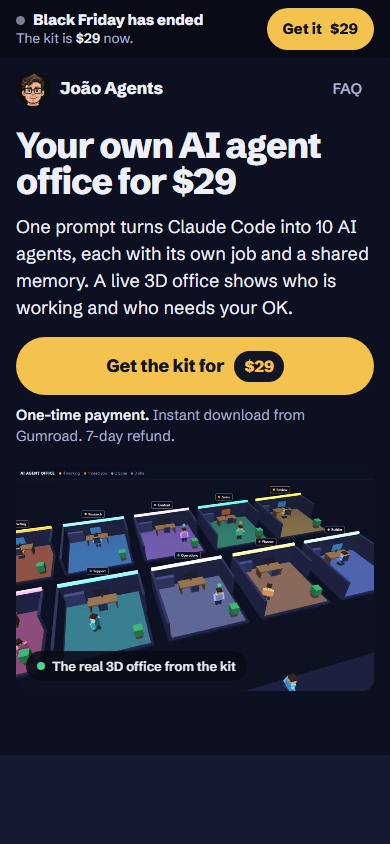 Black Friday has ended
The kit is $29 now.
Get it $29
João Agents
FAQ
Your own AI agent
office for $29
One prompt turns Claude Code into 10 AI
agents, each with its own job and a shared
memory. A live 3D office shows who is
working and who needs your OK.
Get the kit for $29
One-time payment. Instant download from
Gumroad. 7-day refund.
AI AGENT OFFICE
Research
Content
Sales
Finance
Support
Operations
Planner
Builder
The real 3D office from the kit